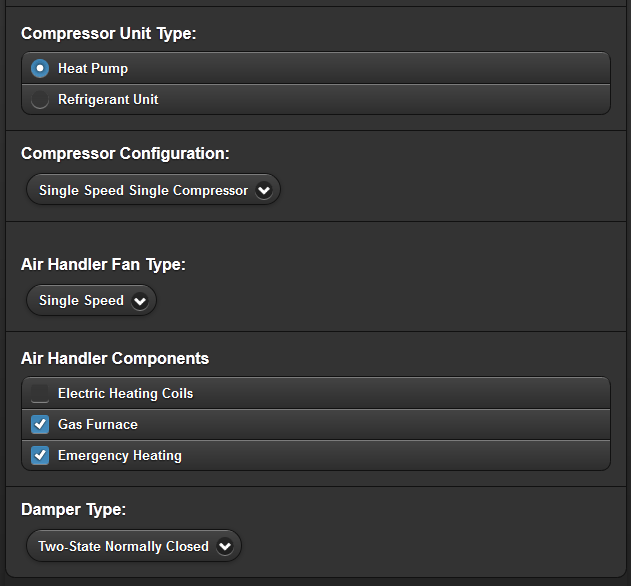 Compressor Unit Type:
Heat Pump
Refrigerant Unit
Compressor Configuration:
Single Speed Single Compressor
Air Handler Fan Type:
Single Speed
Air Handler Components
Electric Heating Coils
Gas Furnace
Emergency Heating
Damper Type:
Two-State Normally Closed